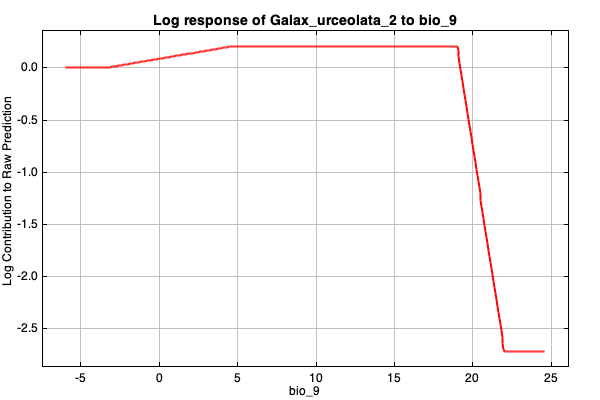 Log response of Galax_urceolata_2 to bio_9
Log Contribution to Raw Prediction
0.0
-0.5
-1.0
-1.5
-2.0
-2.5
-5 0 5 10 15 20 25
bio_9